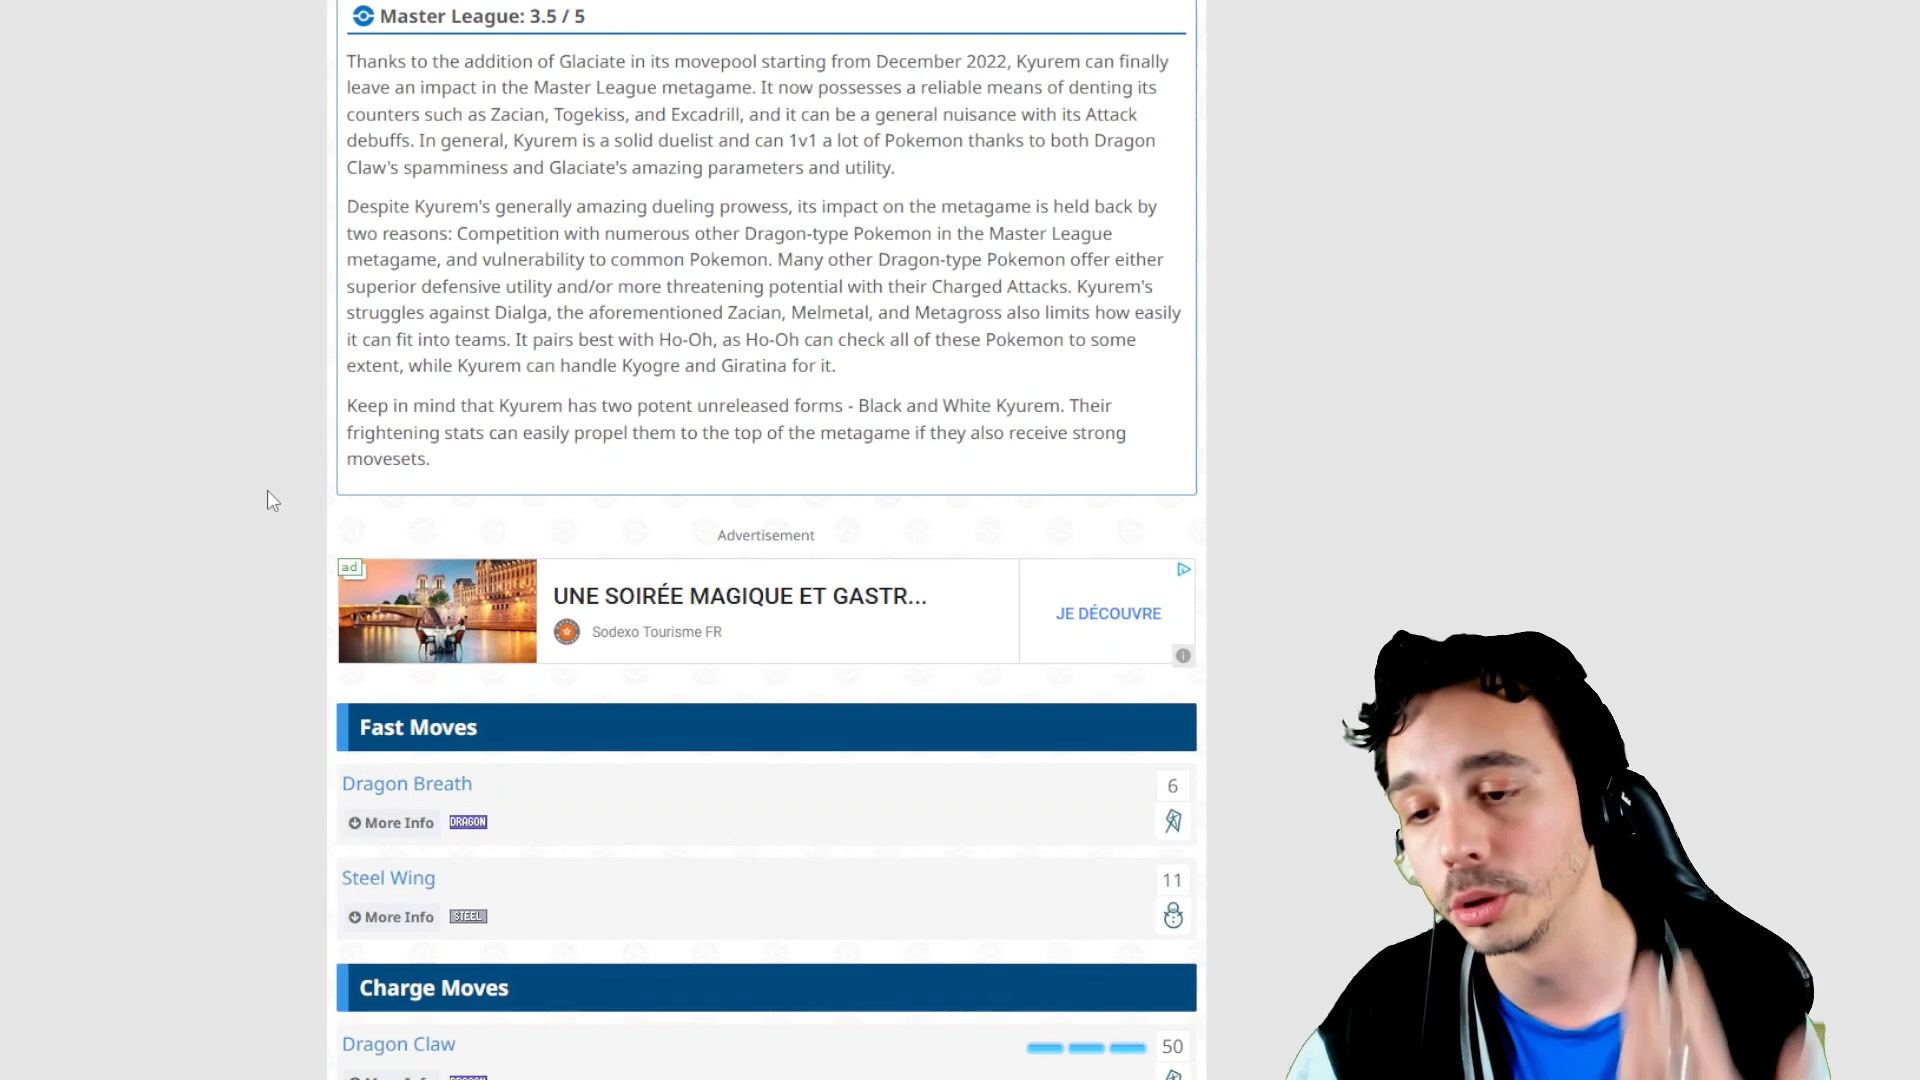 Master League: 3.5 / 5
Thanks to the addition of Glaciate in its movepool starting from December 2022, Kyurem can finally
leave an impact in the Master League metagame. It now possesses a reliable means of denting its
counters such as Zacian, Togekiss, and Excadrill, and it can be a general nuisance with its Attack
debuffs. In general, Kyurem is a solid duelist and can 1v1 a lot of Pokemon thanks to both Dragon
Claw's spamminess and Glaciate's amazing parameters and utility.
Despite Kyurem's generally amazing dueling prowess, its impact on the metagame is held back by
two reasons: Competition with numerous other Dragon-type Pokemon in the Master League
metagame, and vulnerability to common Pokemon. Many other Dragon-type Pokemon offer either
superior defensive utility and/or more threatening potential with their Charged Attacks. Kyurem's
struggles against Dialga, the aforementioned Zacian, Melmetal, and Metagross also limits how easily
it can fit into teams. It pairs best with Ho-Oh, as Ho-Oh can check all of these Pokemon to some
extent, while Kyurem can handle Kyogre and Giratina for it.
Keep in mind that Kyurem has two potent unreleased forms - Black and White Kyurem. Their
frightening stats can easily propel them to the top of the metagame if they also receive strong
movesets.
Advertisement
ad
UNE SOIRÉE MAGIQUE ET GASTR...
Sodexo Tourisme FR
JE DÉCOUVRE
Fast Moves
Dragon Breath
6
More Info
DRAGON
Steel Wing
11
More Info
STEEL
Charge Moves
Dragon Claw
50